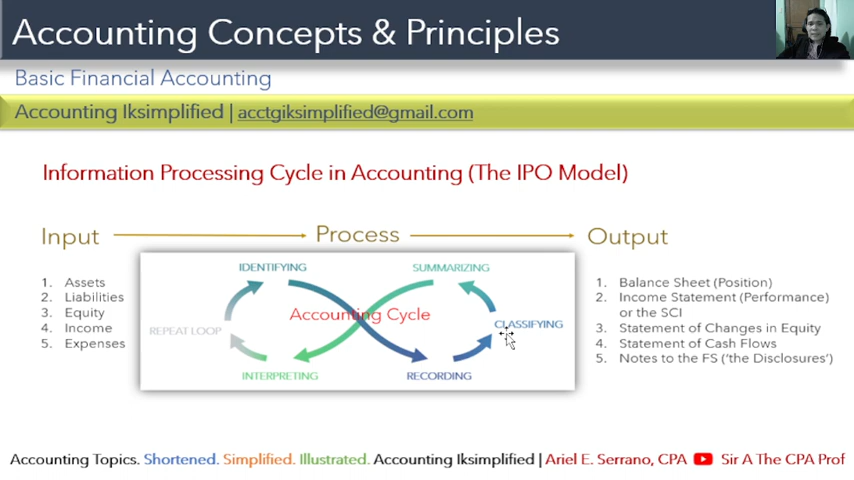 Accounting Concepts & Principles
Basic Financial Accounting
Accounting Iksimplified | acctgiksimplified@gmail.com
Information Processing Cycle in Accounting (The IPO Model)
Input
Process
Output
1. Assets
2. Liabilities
3. Equity
4. Income
5. Expenses
IDENTIFYING
SUMMARIZING
Accounting Cycle
REPEAT LOOP
CLASSIFYING
INTERPRETING
RECORDING
1. Balance Sheet (Position)
2. Income Statement (Performance)
or the SCI
3. Statement of Changes in Equity
4. Statement of Cash Flows
5. Notes to the FS ('the Disclosures')
Accounting Topics. Shortened. Simplified. Illustrated. Accounting Iksimplified | Ariel E. Serrano, CPA Sir A The CPA Prof